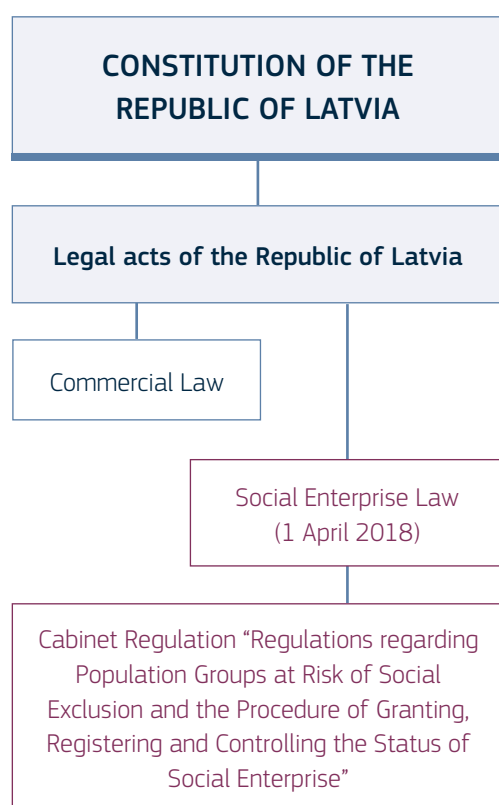 CONSTITUTION OF THE
REPUBLIC OF LATVIA
Legal acts of the Republic of Latvia
Commercial Law
Social Enterprise Law
(1 April 2018)
Cabinet Regulation “Regulations regarding
Population Groups at Risk of Social
Exclusion and the Procedure of Granting,
Registering and Controlling the Status of
Social Enterprise”